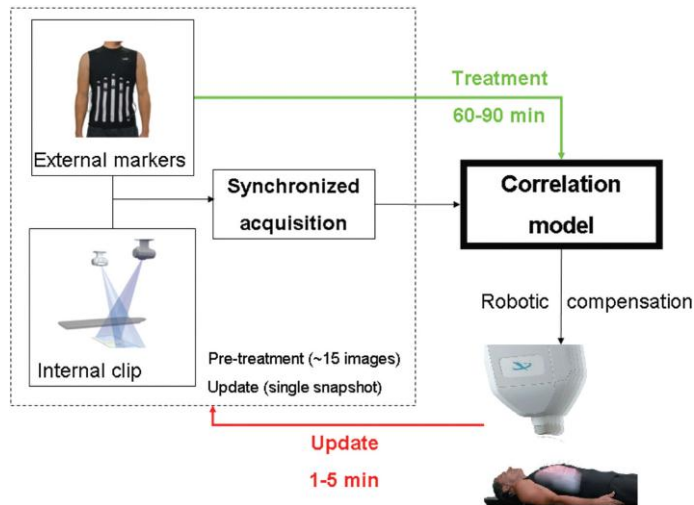 External markers
Treatment
60-90 min
Synchronized
acquisition
Correlation
model
Internal clip
Pre-treatment (~15 images)
Update (single snapshot)
Robotic compensation
Update
1-5 min